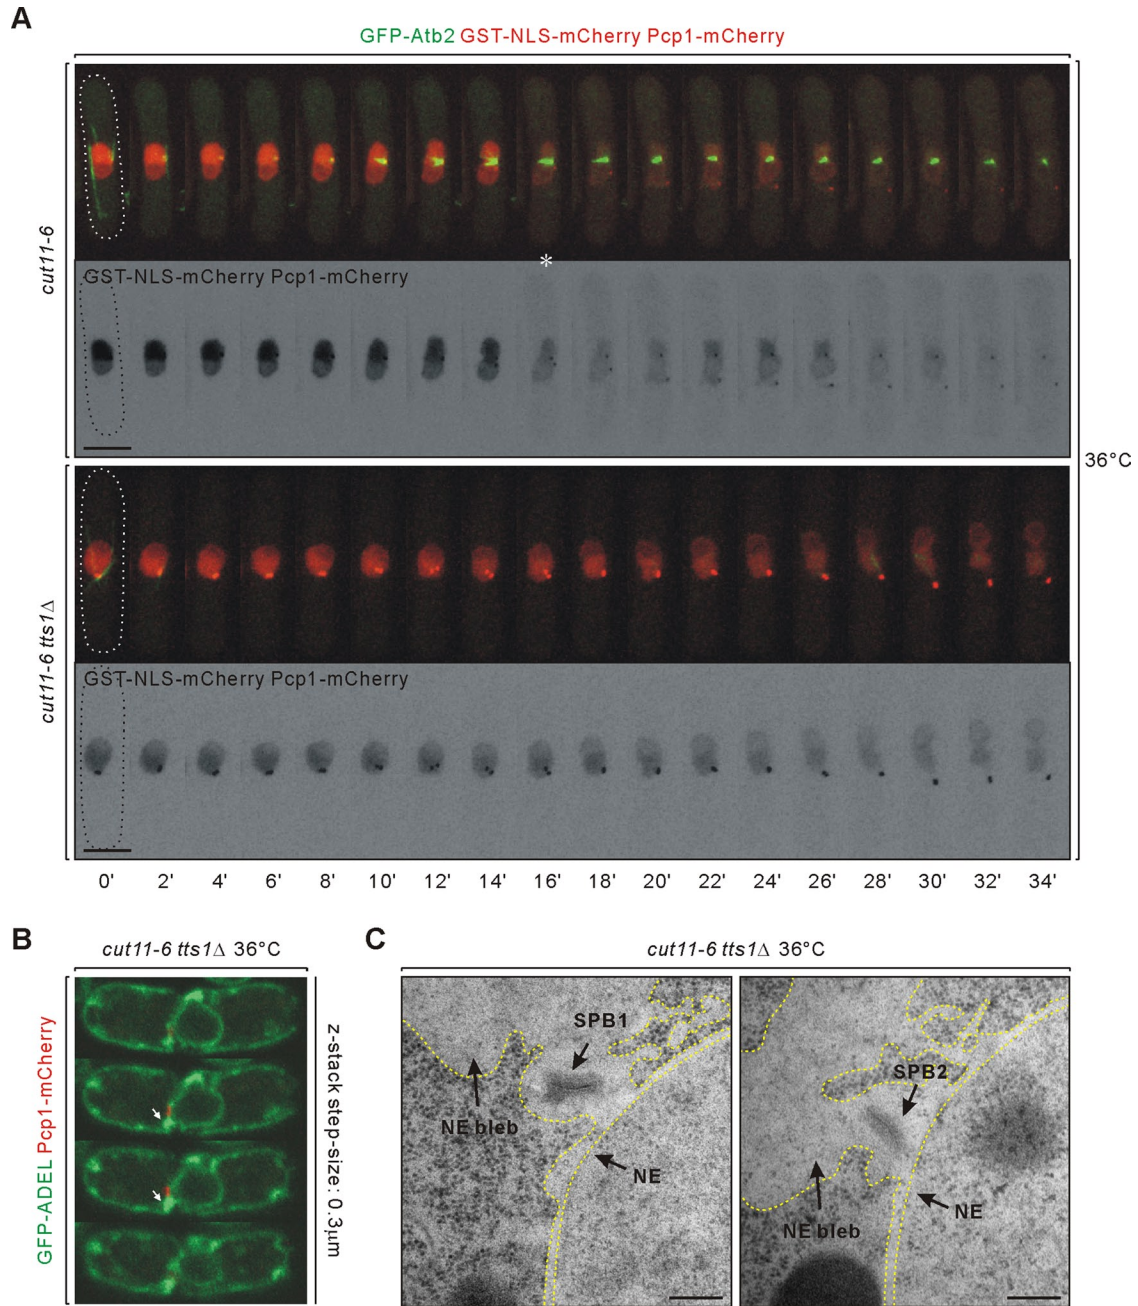 A
GFP-Atb2 GST-NLS-mCherry Pcp1-mCherry
cut11-6
*
GST-NLS-mCherry Pcp1-mCherry
36°C
cut11-6 tts1Δ
GST-NLS-mCherry Pcp1-mCherry
0' 2' 4' 6' 8' 10' 12' 14' 16' 18' 20' 22' 24' 26' 28' 30' 32' 34'
B
cut11-6 tts1Δ 36°C
GFP-ADEL Pcp1-mCherry
z-stack step-size: 0.3μm
C
cut11-6 tts1Δ 36°C
SPB1
NE bleb
NE
SPB2
NE bleb
NE